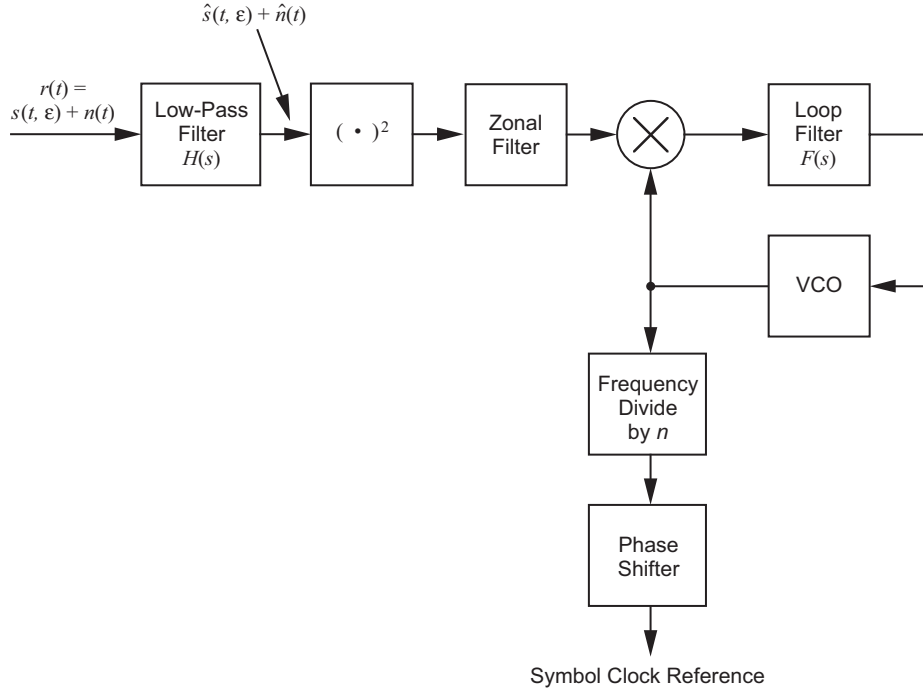 ŝ(t, ε) + n̂(t)
r(t) =
s(t, ε) + n(t)
Low-Pass
Filter
H(s)
( • )²
Zonal
Filter
Loop
Filter
F(s)
VCO
Frequency
Divide
by n
Phase
Shifter
Symbol Clock Reference